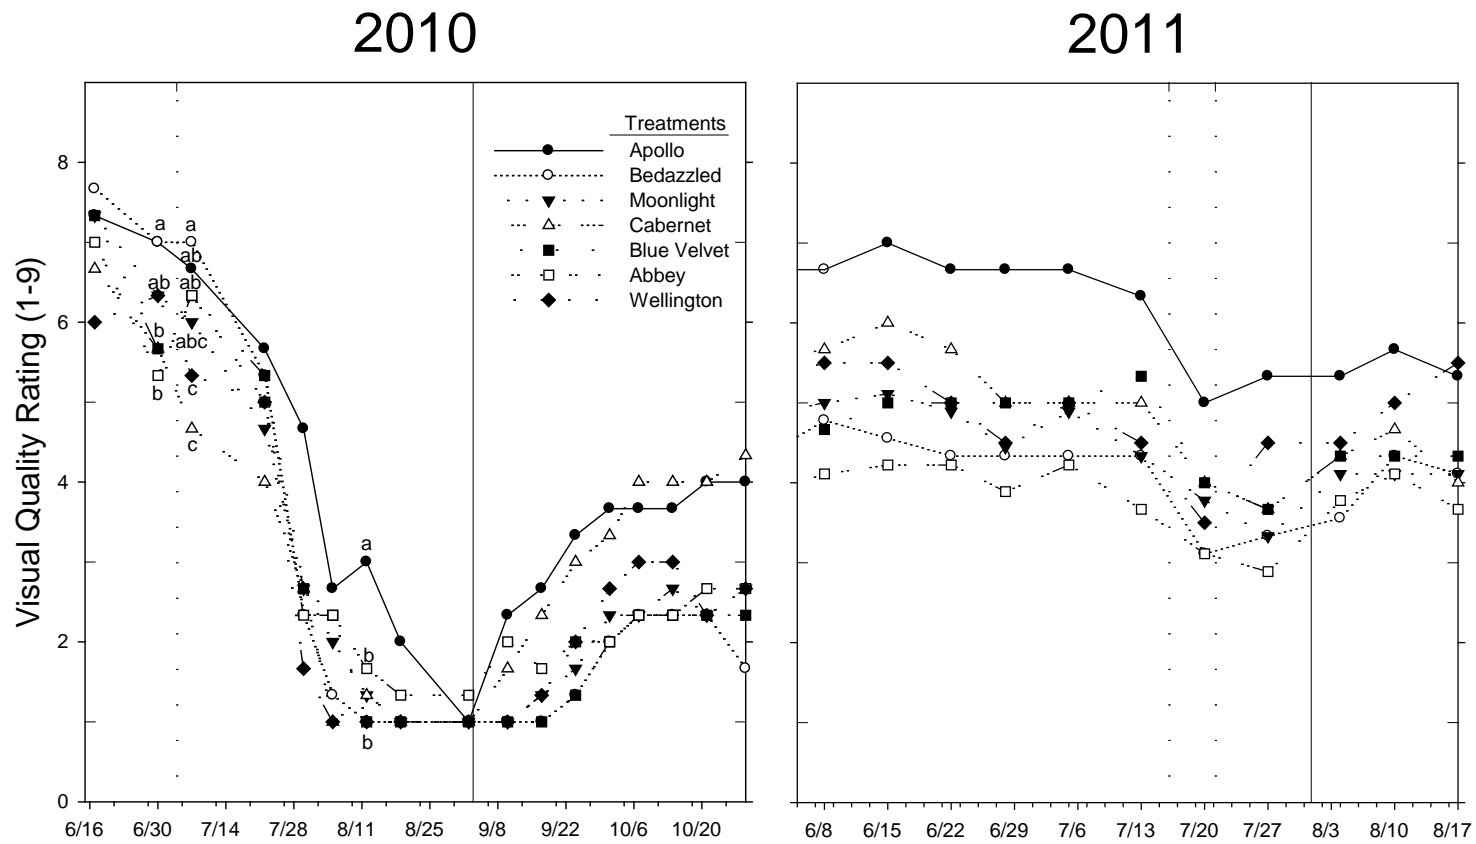 2010
2011
Treatments
Apollo
Bedazzled
Moonlight
Cabernet
Blue Velvet
Abbey
Wellington
Visual Quality Rating (1-9)
8
6
4
2
0
a
a
ab
ab
ab
b
abc
b
c
c
a
b
b
6/16 6/30 7/14 7/28 8/11 8/25 9/8 9/22 10/6 10/20
6/8 6/15 6/22 6/29 7/6 7/13 7/20 7/27 8/3 8/10 8/17